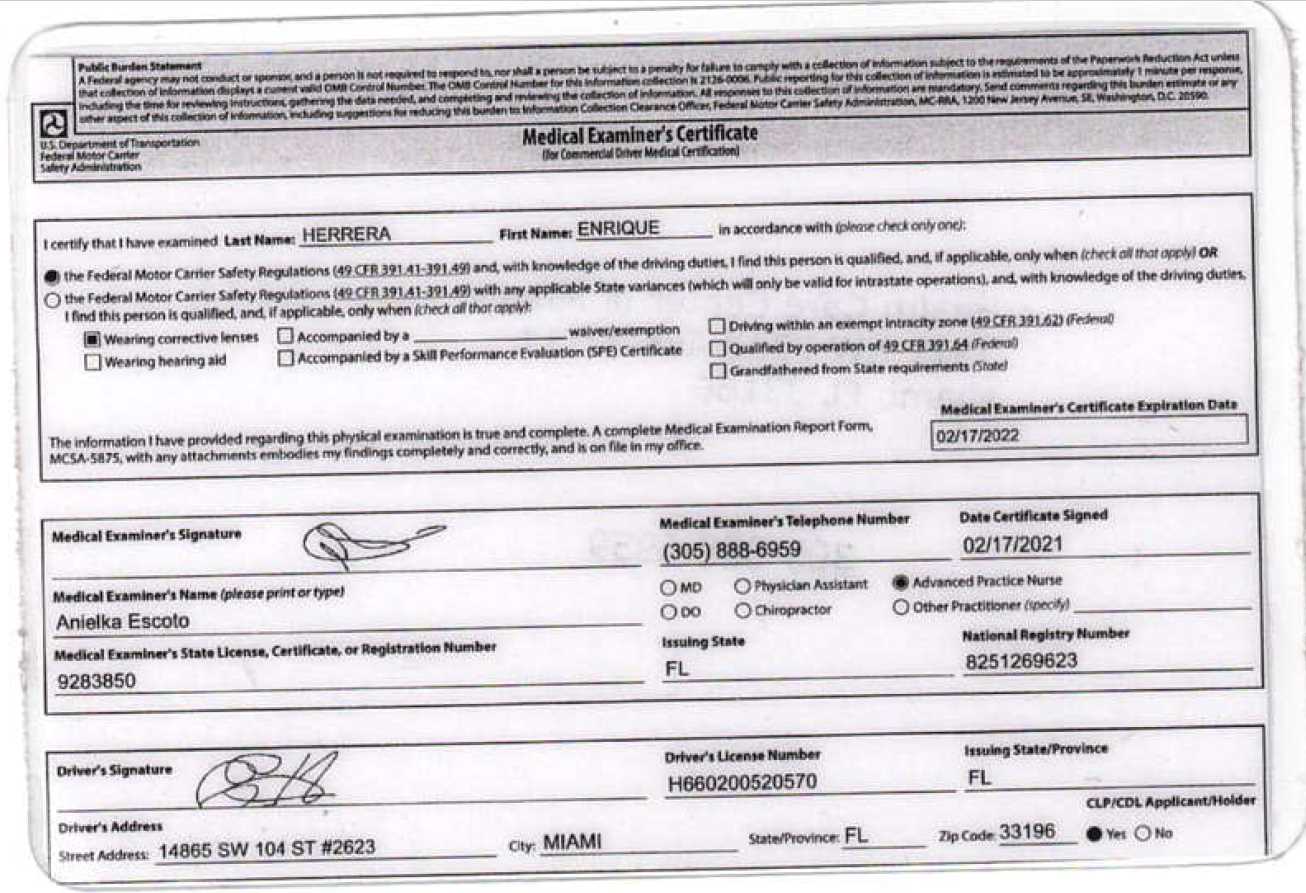 Public Burden Statement
A Federal agency may not conduct or sponsor, and a person is not required to respond to, nor shall a person be subject to a penalty for failure to comply with a collection of information subject to the requirements of the Paperwork Reduction Act unless
that collection of information displays a current valid OMB Control Number. The OMB Control Number for this information collection is 2126-0006. Public reporting for this collection of information is estimated to be approximately 1 minute per response,
including the time for reviewing instructions, gathering the data needed, and completing and reviewing the collection of information. All responses to this collection of information are mandatory. Send comments regarding this burden estimate or any
other aspect of this collection of information, including suggestions for reducing this burden to: Information Collection Clearance Officer, Federal Motor Carrier Safety Administration, MC-RRA, 1200 New Jersey Avenue, SE, Washington, D.C. 20590.
U.S. Department of Transportation
Federal Motor Carrier
Safety Administration
Medical Examiner's Certificate
(for Commercial Driver Medical Certification)
I certify that I have examined Last Name: HERRERA First Name: ENRIQUE in accordance with (please check only one):
the Federal Motor Carrier Safety Regulations (49 CFR 391.41-391.49) and, with knowledge of the driving duties, I find this person is qualified, and, if applicable, only when (check all that apply) OR
the Federal Motor Carrier Safety Regulations (49 CFR 391.41-391.49) with any applicable State variances (which will only be valid for intrastate operations), and, with knowledge of the driving duties,
I find this person is qualified, and, if applicable, only when (check all that apply):
Wearing corrective lenses Accompanied by a waiver/exemption Driving within an exempt intracity zone (49 CFR 391.62) (Federal)
Wearing hearing aid Accompanied by a Skill Performance Evaluation (SPE) Certificate Qualified by operation of 49 CFR 391.64 (Federal)
Grandfathered from State requirements (State)
Medical Examiner's Certificate Expiration Date
The information I have provided regarding this physical examination is true and complete. A complete Medical Examination Report Form,
MCSA-5875, with any attachments embodies my findings completely and correctly, and is on file in my office.
02/17/2022
Medical Examiner's Signature Medical Examiner's Telephone Number Date Certificate Signed
(305) 888-6959 02/17/2021
MD Physician Assistant Advanced Practice Nurse
DO Chiropractor Other Practitioner (specify)
Medical Examiner's Name (please print or type)
Anielka Escoto
Medical Examiner's State License, Certificate, or Registration Number Issuing State National Registry Number
9283850 FL 8251269623
Driver's Signature Driver's License Number Issuing State/Province
H660200520570 FL
CLP/CDL Applicant/Holder
Driver's Address
Street Address: 14865 SW 104 ST #2623 City: MIAMI State/Province: FL Zip Code: 33196 Yes No